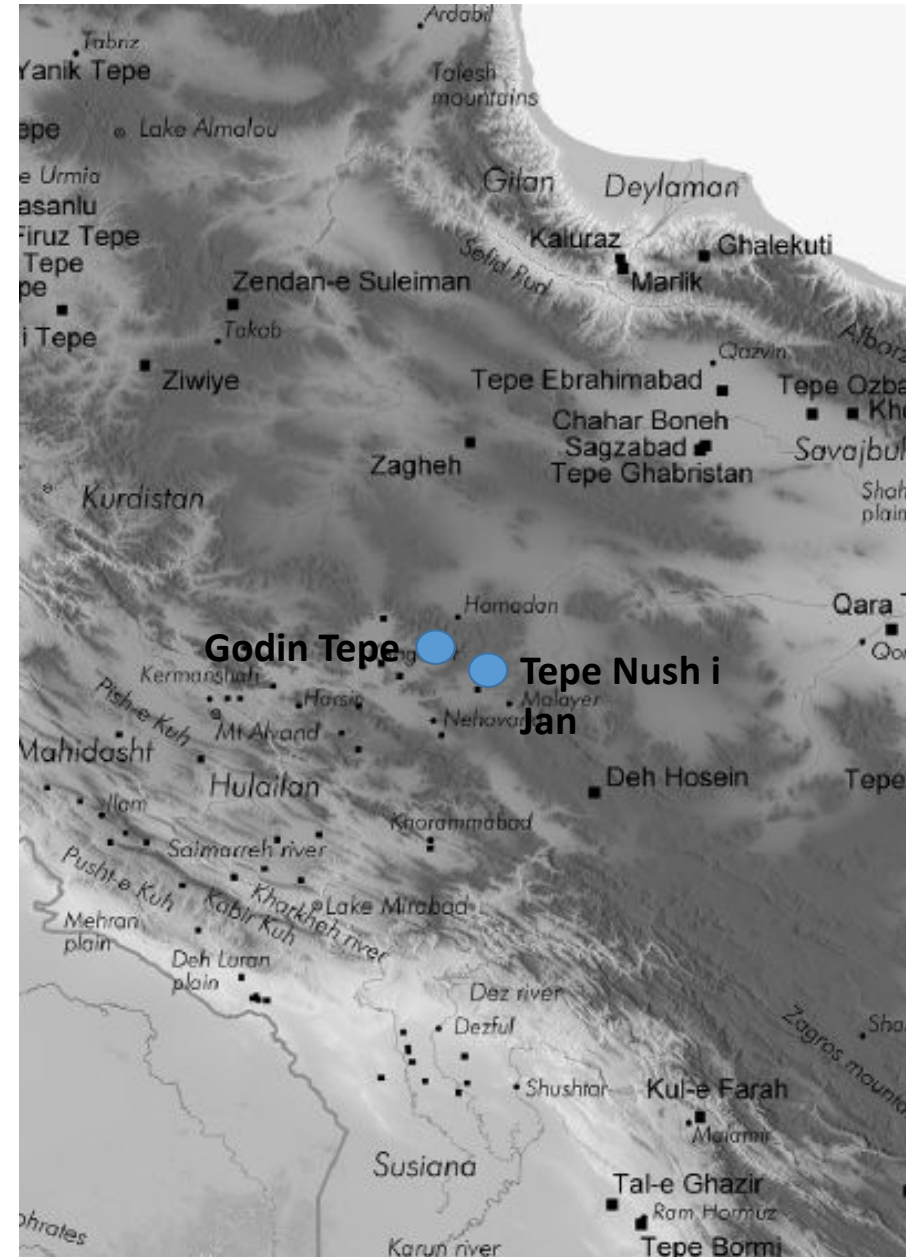 Ardabil
Tabriz
Yanik Tepe
Talesh
mountains
epe
Lake Almalou
e Urmia
asanlu
Firuz Tepe
Tepe
pe
i Tepe
Gilan
Deylaman
Kaluraz
Ghalekuti
Marlik
Sefid Rud
Zendan-e Suleiman
Takab
Ziwiye
Alborz
Qazvin
Tepe Ebrahimabad
Tepe Ozba
Kho
Chahar Boneh
Sagzabad
Tepe Ghabristan
Savajbul
Zagheh
Shah
plain
Kurdistan
Hamadan
Qara T
Qo
Godin Tepe
Tepe Nush i
Jan
Kermanshah
Harsin
Malayer
Pish-e Kuh
Mt Alvand
Nehavand
Mahidasht
Hulailan
Deh Hosein
Tepe
Ilam
Khorammabad
Saimarreh river
Pusht-e Kuh
Kabir Kuh
Kharkheh river
Lake Mirabad
Mehran
plain
Deh Luran
plain
Dez river
Dezful
Zagros mounta
Sha
Shushtar
Kul-e Farah
Malamir
Susiana
Tal-e Ghazir
Ram Hormuz
Tepe Bormi
phrates
Karun river